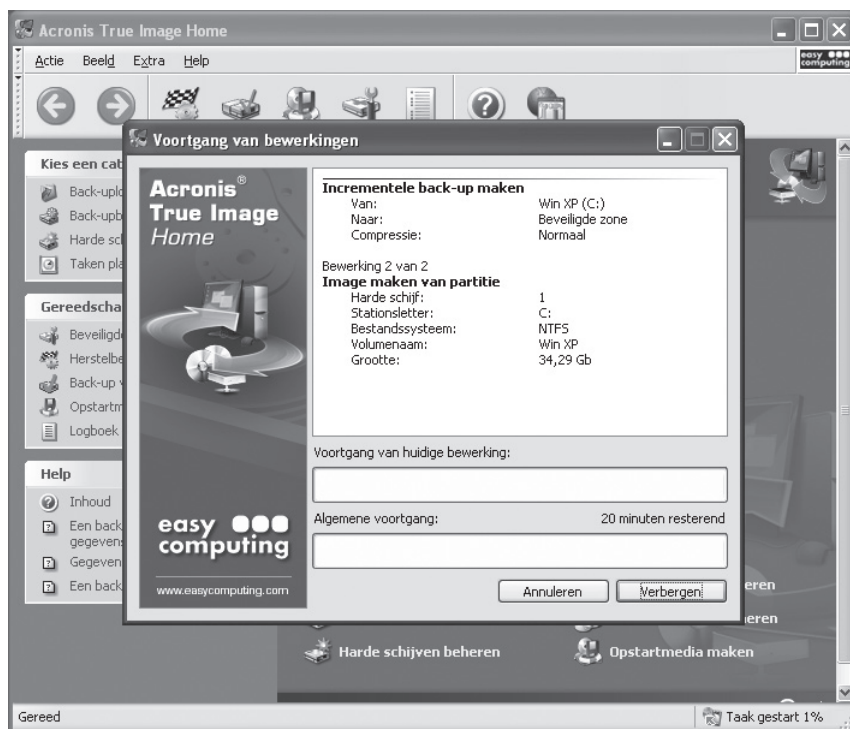 Acronis True Image Home
Actie Beeld Extra Help
easy computing
Voortgang van bewerkingen
Kies een cat
Back-uplo
Back-upb
Harde sch
Taken pla
Gereedscha
Beveiligde
Herstelbe
Back-up v
Opstartm
Logboek
Help
Inhoud
Een back
gegevens
Gegeven
Een back
Acronis®
True Image
Home
easy
computing
www.easycomputing.com
Incrementele back-up maken
Van: Win XP (C:)
Naar: Beveiligde zone
Compressie: Normaal
Bewerking 2 van 2
Image maken van partitie
Harde schijf: 1
Stationsletter: C:
Bestandssysteem: NTFS
Volumenaam: Win XP
Grootte: 34,29 Gb
Voortgang van huidige bewerking:
Algemene voortgang: 20 minuten resterend
Annuleren Verbergen
eren
eren
Harde schijven beheren Opstartmedia maken
Gereed Taak gestart 1%